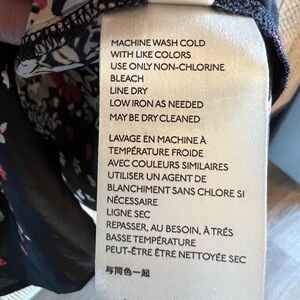 MACHINE WASH COLD
WITH LIKE COLORS
USE ONLY NON-CHLORINE
BLEACH
LINE DRY
LOW IRON AS NEEDED
MAY BE DRY CLEANED
LAVAGE EN MACHINE À
TEMPÉRATURE FROIDE
AVEC COULEURS SIMILAIRES
UTILISER UN AGENT DE
BLANCHIMENT SANS CHLORE SI
NÉCESSAIRE
LIGNE SEC
REPASSER, AU BESOIN, À TRÉS
BASSE TEMPÉRATURE
PEUT-ÊTRE ÊTRE NETTOYÉE SEC
与同色一起